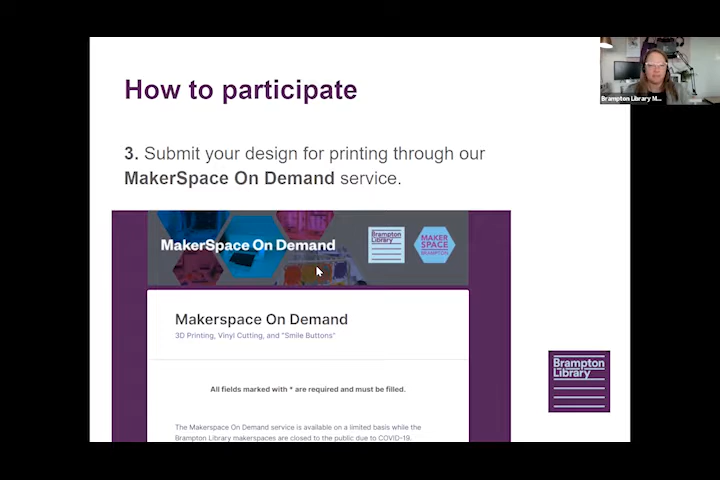 How to participate
Brampton Library M...
3. Submit your design for printing through our
MakerSpace On Demand service.
MakerSpace On Demand
Brampton
Library
MAKER
SPACE
BRAMPTON
Makerspace On Demand
3D Printing, Vinyl Cutting, and "Smile Buttons"
All fields marked with * are required and must be filled.
The Makerspace On Demand service is available on a limited basis while the
Brampton Library makerspaces are closed to the public due to COVID-19.
Brampton
Library